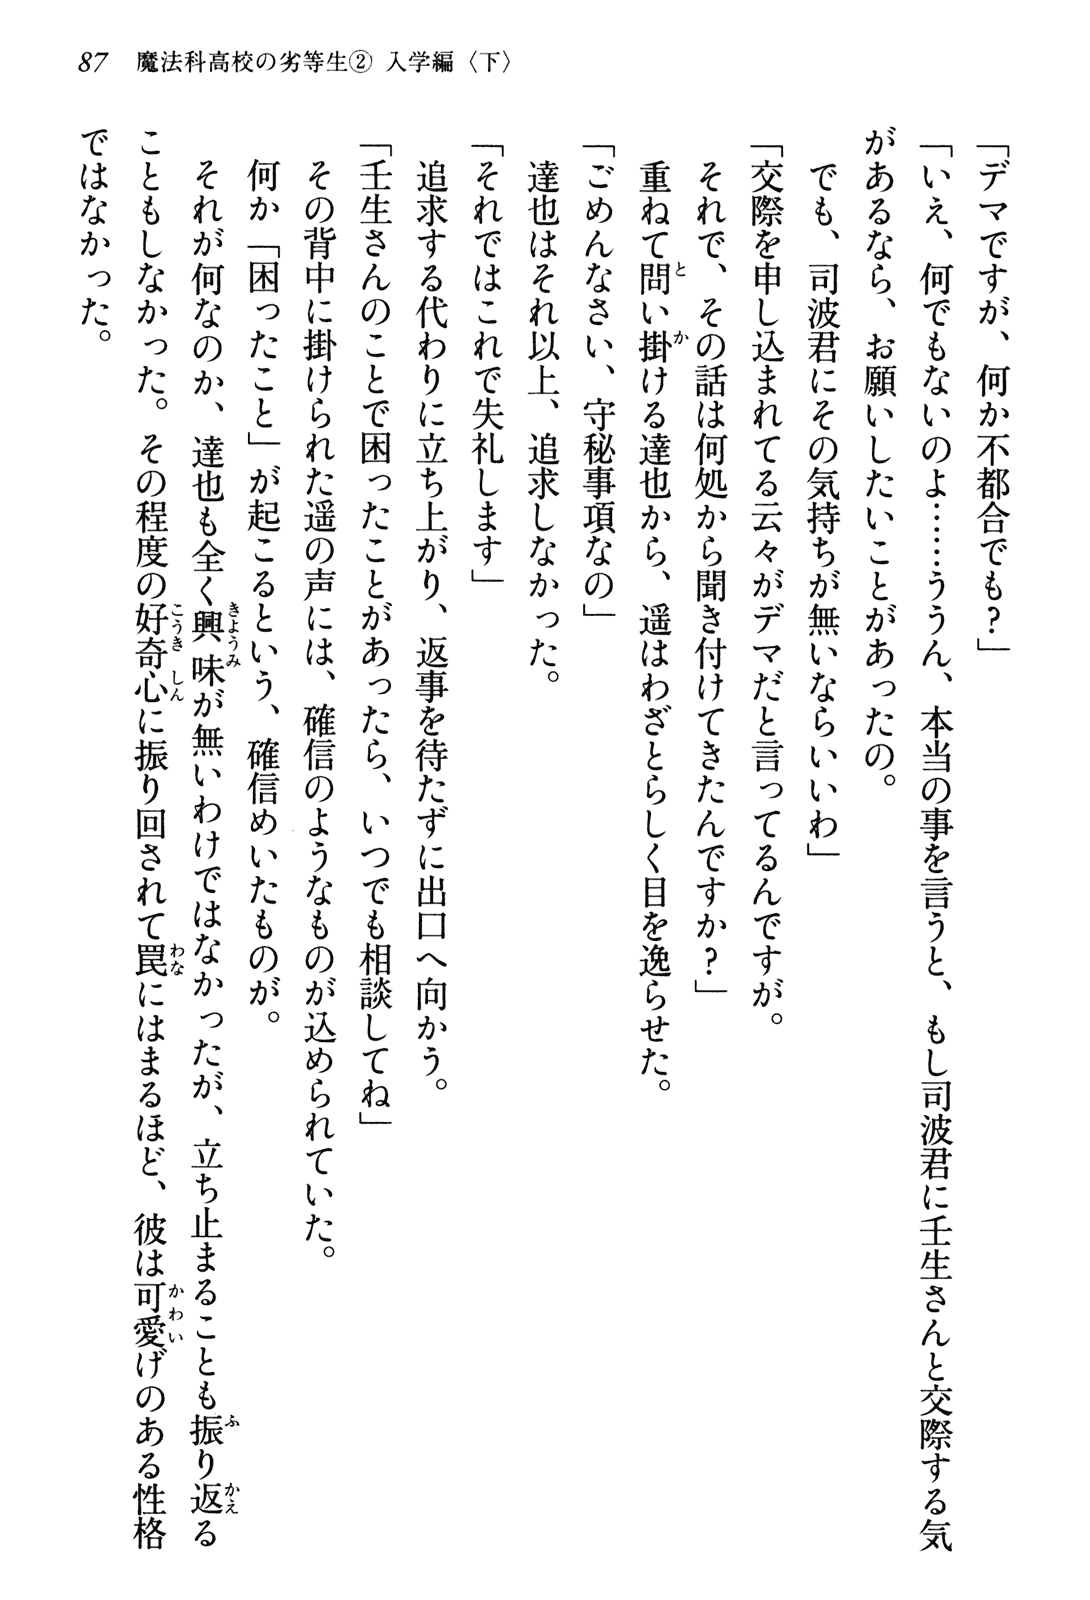 87 魔法科高校の劣等生② 入学編〈下〉
「デマですが、何か不都合でも？」
「いえ、何でもないのよ……ううん、本当の事を言うと、もし司波君に壬生さんと交際する気
があるなら、お願いしたいことがあったの。
でも、司波君にその気持ちが無いならいいわ」
「交際を申し込まれてる云々がデマだと言ってるんですが。
それで、その話は何処から聞き付けてきたんですか？」
重ねて問い掛ける達也から、遥はわざとらしく目を逸らせた。
「ごめんなさい、守秘事項なの」
達也はそれ以上、追求しなかった。
「それではこれで失礼します」
追求する代わりに立ち上がり、返事を待たずに出口へ向かう。
「壬生さんのことで困ったことがあったら、いつでも相談してね」
その背中に掛けられた遥の声には、確信のようなものが込められていた。
何か「困ったこと」が起こるという、確信めいたものが。
それが何なのか、達也も全く興味が無いわけではなかったが、立ち止まることも振り返る
こともしなかった。その程度の好奇心に振り回されて罠にはまるほど、彼は可愛げのある性格
ではなかった。